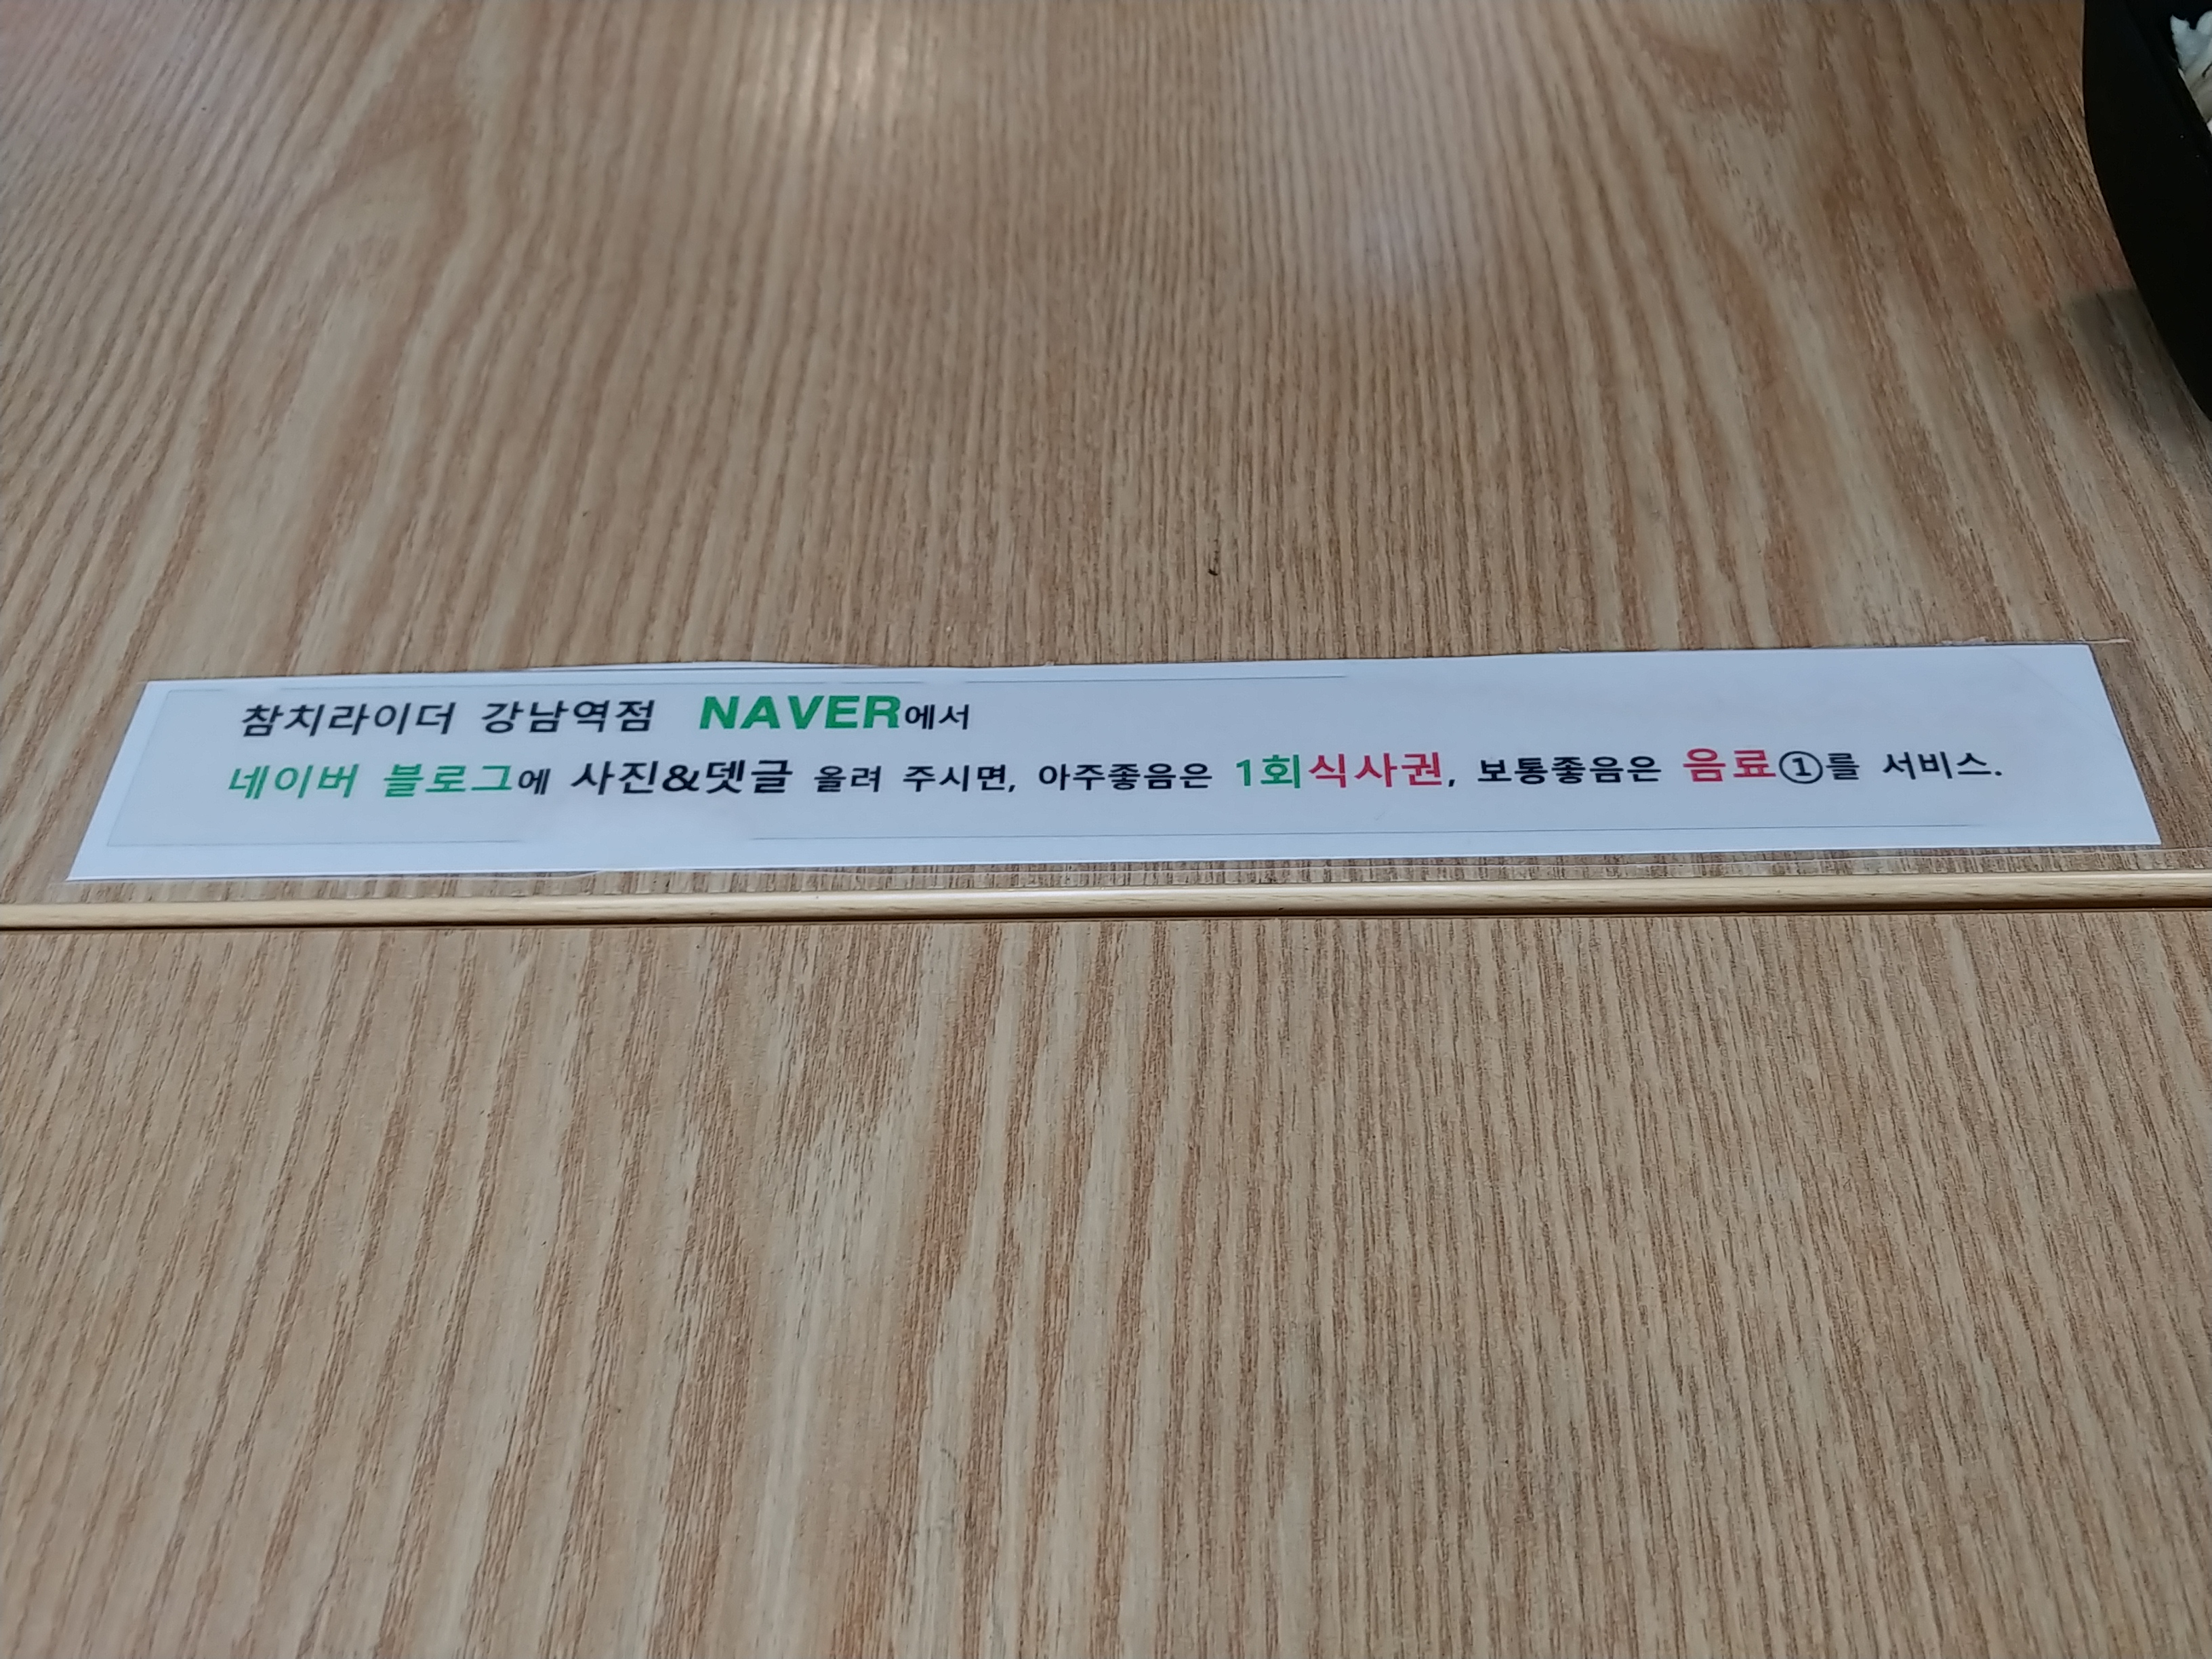 참치라이더 강남역점 NAVER에서
네이버 블로그에 사진&뎃글 올려 주시면, 아주좋음은 1회식사권, 보통좋음은 음료①를 서비스.